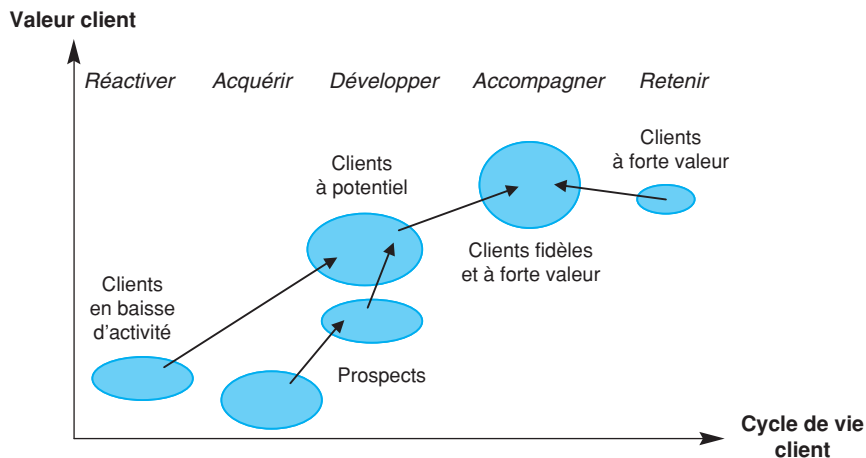 Valeur client
Réactiver
Acquérir
Développer
Accompagner
Retenir
Clients
à forte valeur
Clients
à potentiel
Clients fidèles
et à forte valeur
Clients
en baisse
d'activité
Prospects
Cycle de vie
client